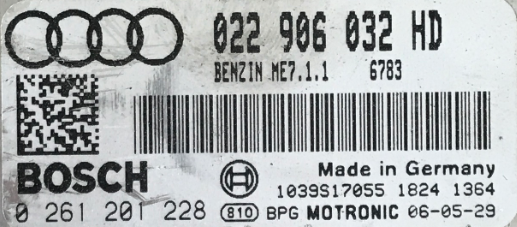 022 906 032 HD
BENZIN ME7.1.1 6783
BOSCH
Made in Germany
1039S17055 1824 1364
0 261 201 228 810 BPG MOTRONIC 06-05-29